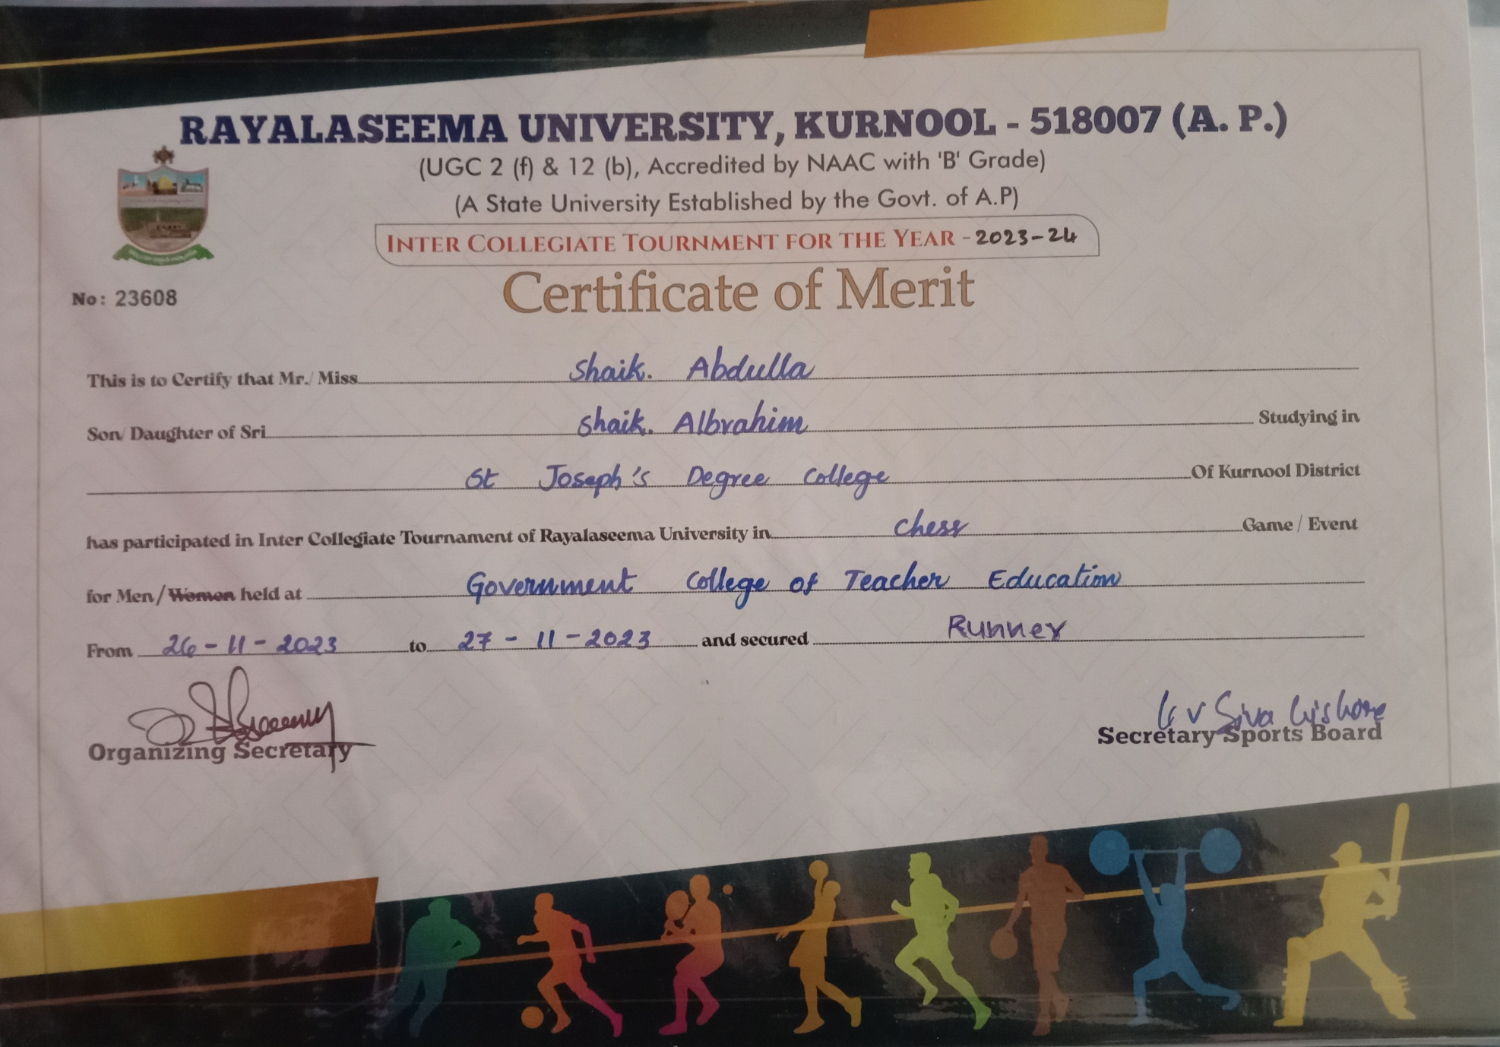 RAYALASEEMA UNIVERSITY, KURNOOL - 518007 (A. P.)
(UGC 2 (f) & 12 (b), Accredited by NAAC with 'B' Grade)
(A State University Established by the Govt. of A.P)
INTER COLLEGIATE TOURNMENT FOR THE YEAR - 2023-24
Certificate of Merit
No: 23608
This is to Certify that Mr./ Miss Shaik. Abdulla
Son/ Daughter of Sri Shaik. AIbrahim Studying in
St Joseph's Degree College Of Kurnool District
has participated in Inter Collegiate Tournament of Rayalaseema University in Chess Game / Event
for Men/ Women held at Government College of Teacher Education
From 26-11-2023 to 27-11-2023 and secured Runner
Organizing Secretary
Secretary Sports Board